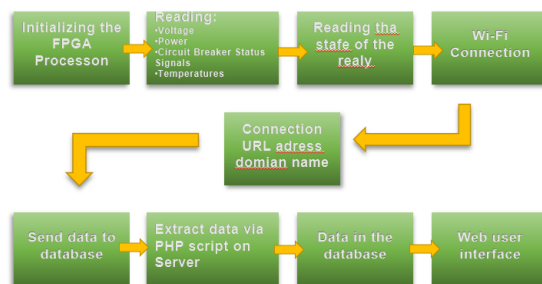 Initializing the
FPGA
Processon
Reading:
•Voltage
•Power
•Circuit Breaker Status
Signals
•Temperatures
Reading tha
stafe of the
realy
Wi-Fi
Connection
Connection
URL adress
domian name
Send data to
database
Extract data via
PHP script on
Server
Data in the
database
Web user
interface